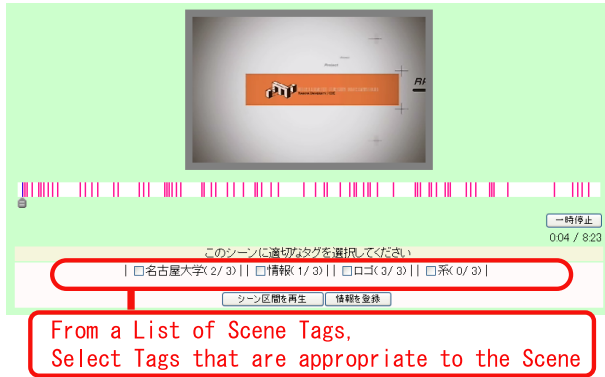 Product
RF
一時停止
0:04 / 8:23
このシーンに適切なタグを選択してください
| □名古屋大学(2/3) | | □情報(1/3) | | □ロゴ(3/3) | | □系(0/3) |
シーン区間を再生 情報を登録
From a List of Scene Tags,
Select Tags that are appropriate to the Scene